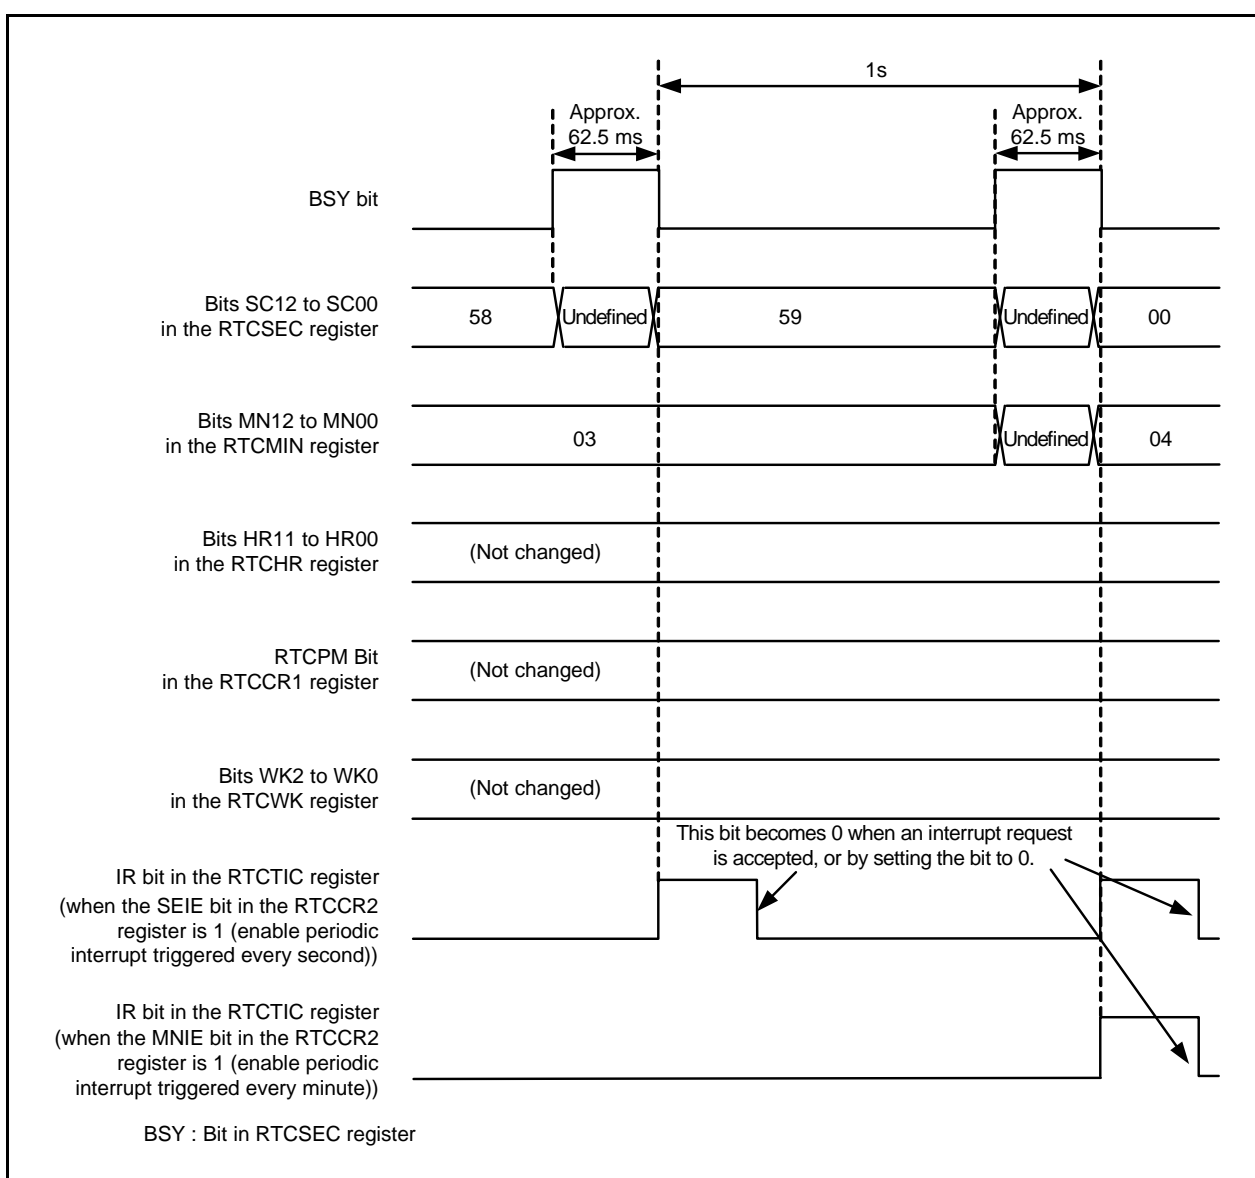 1s
Approx.
62.5 ms
Approx.
62.5 ms
BSY bit
Bits SC12 to SC00
in the RTCSEC register
58
Undefined
59
Undefined
00
Bits MN12 to MN00
in the RTCMIN register
03
Undefined
04
Bits HR11 to HR00
in the RTCHR register
(Not changed)
RTCPM Bit
in the RTCCR1 register
(Not changed)
Bits WK2 to WK0
in the RTCWK register
(Not changed)
This bit becomes 0 when an interrupt request
is accepted, or by setting the bit to 0.
IR bit in the RTCTIC register
(when the SEIE bit in the RTCCR2
register is 1 (enable periodic
interrupt triggered every second))
IR bit in the RTCTIC register
(when the MNIE bit in the RTCCR2
register is 1 (enable periodic
interrupt triggered every minute))
BSY : Bit in RTCSEC register